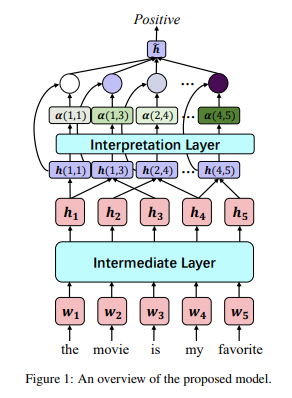 Positive
h̃
α(1,1) α(1,3) α(2,4) ... α(4,5)
Interpretation Layer
h(1,1) h(1,3) h(2,4) ... h(4,5)
h₁ h₂ h₃ h₄ h₅
Intermediate Layer
w₁ w₂ w₃ w₄ w₅
the movie is my favorite
Figure 1: An overview of the proposed model.